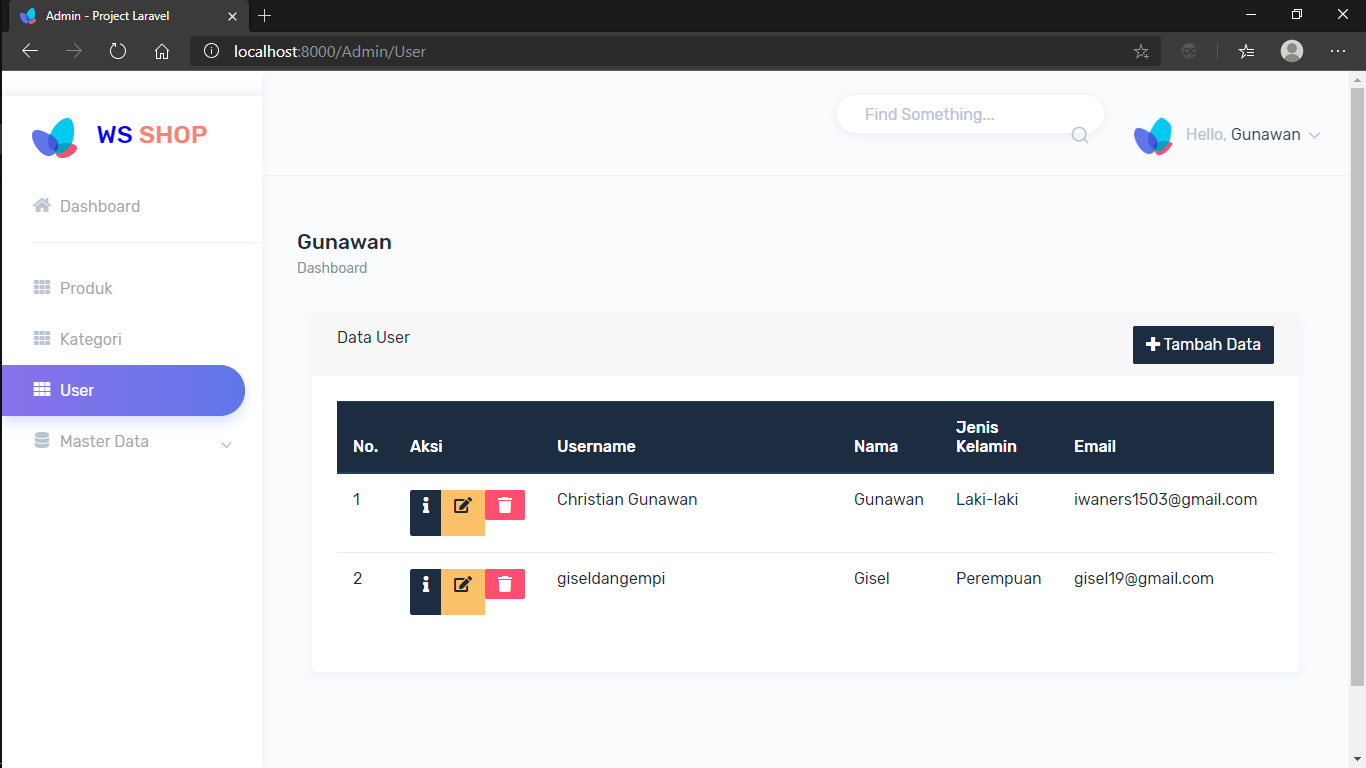 Admin - Project Laravel
localhost:8000/Admin/User
WS SHOP
Find Something...
Hello, Gunawan
Dashboard
Gunawan
Dashboard
Produk
Kategori
User
Master Data
Data User
Tambah Data
No. Aksi Username Nama Jenis Kelamin Email
1 Christian Gunawan Gunawan Laki-laki iwaners1503@gmail.com
2 giseldangempi Gisel Perempuan gisel19@gmail.com